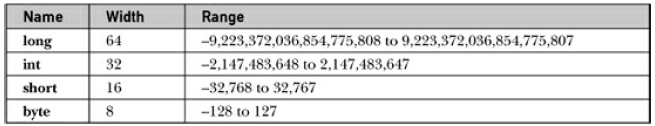 Name Width Range
long 64 –9,223,372,036,854,775,808 to 9,223,372,036,854,775,807
int 32 –2,147,483,648 to 2,147,483,647
short 16 –32,768 to 32,767
byte 8 –128 to 127